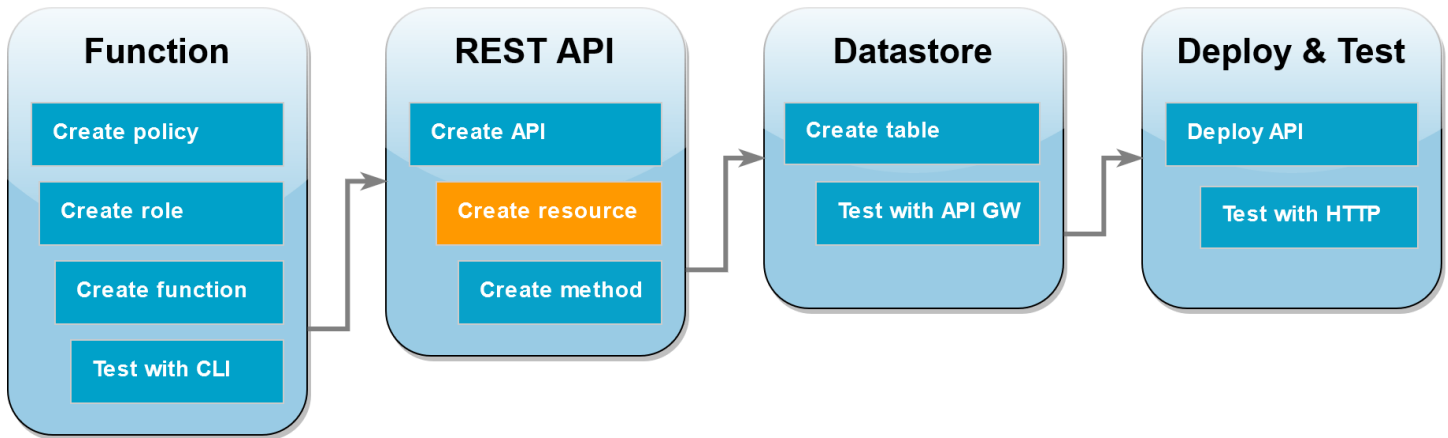 Function
Create policy
Create role
Create function
Test with CLI
REST API
Create API
Create resource
Create method
Datastore
Create table
Test with API GW
Deploy & Test
Deploy API
Test with HTTP